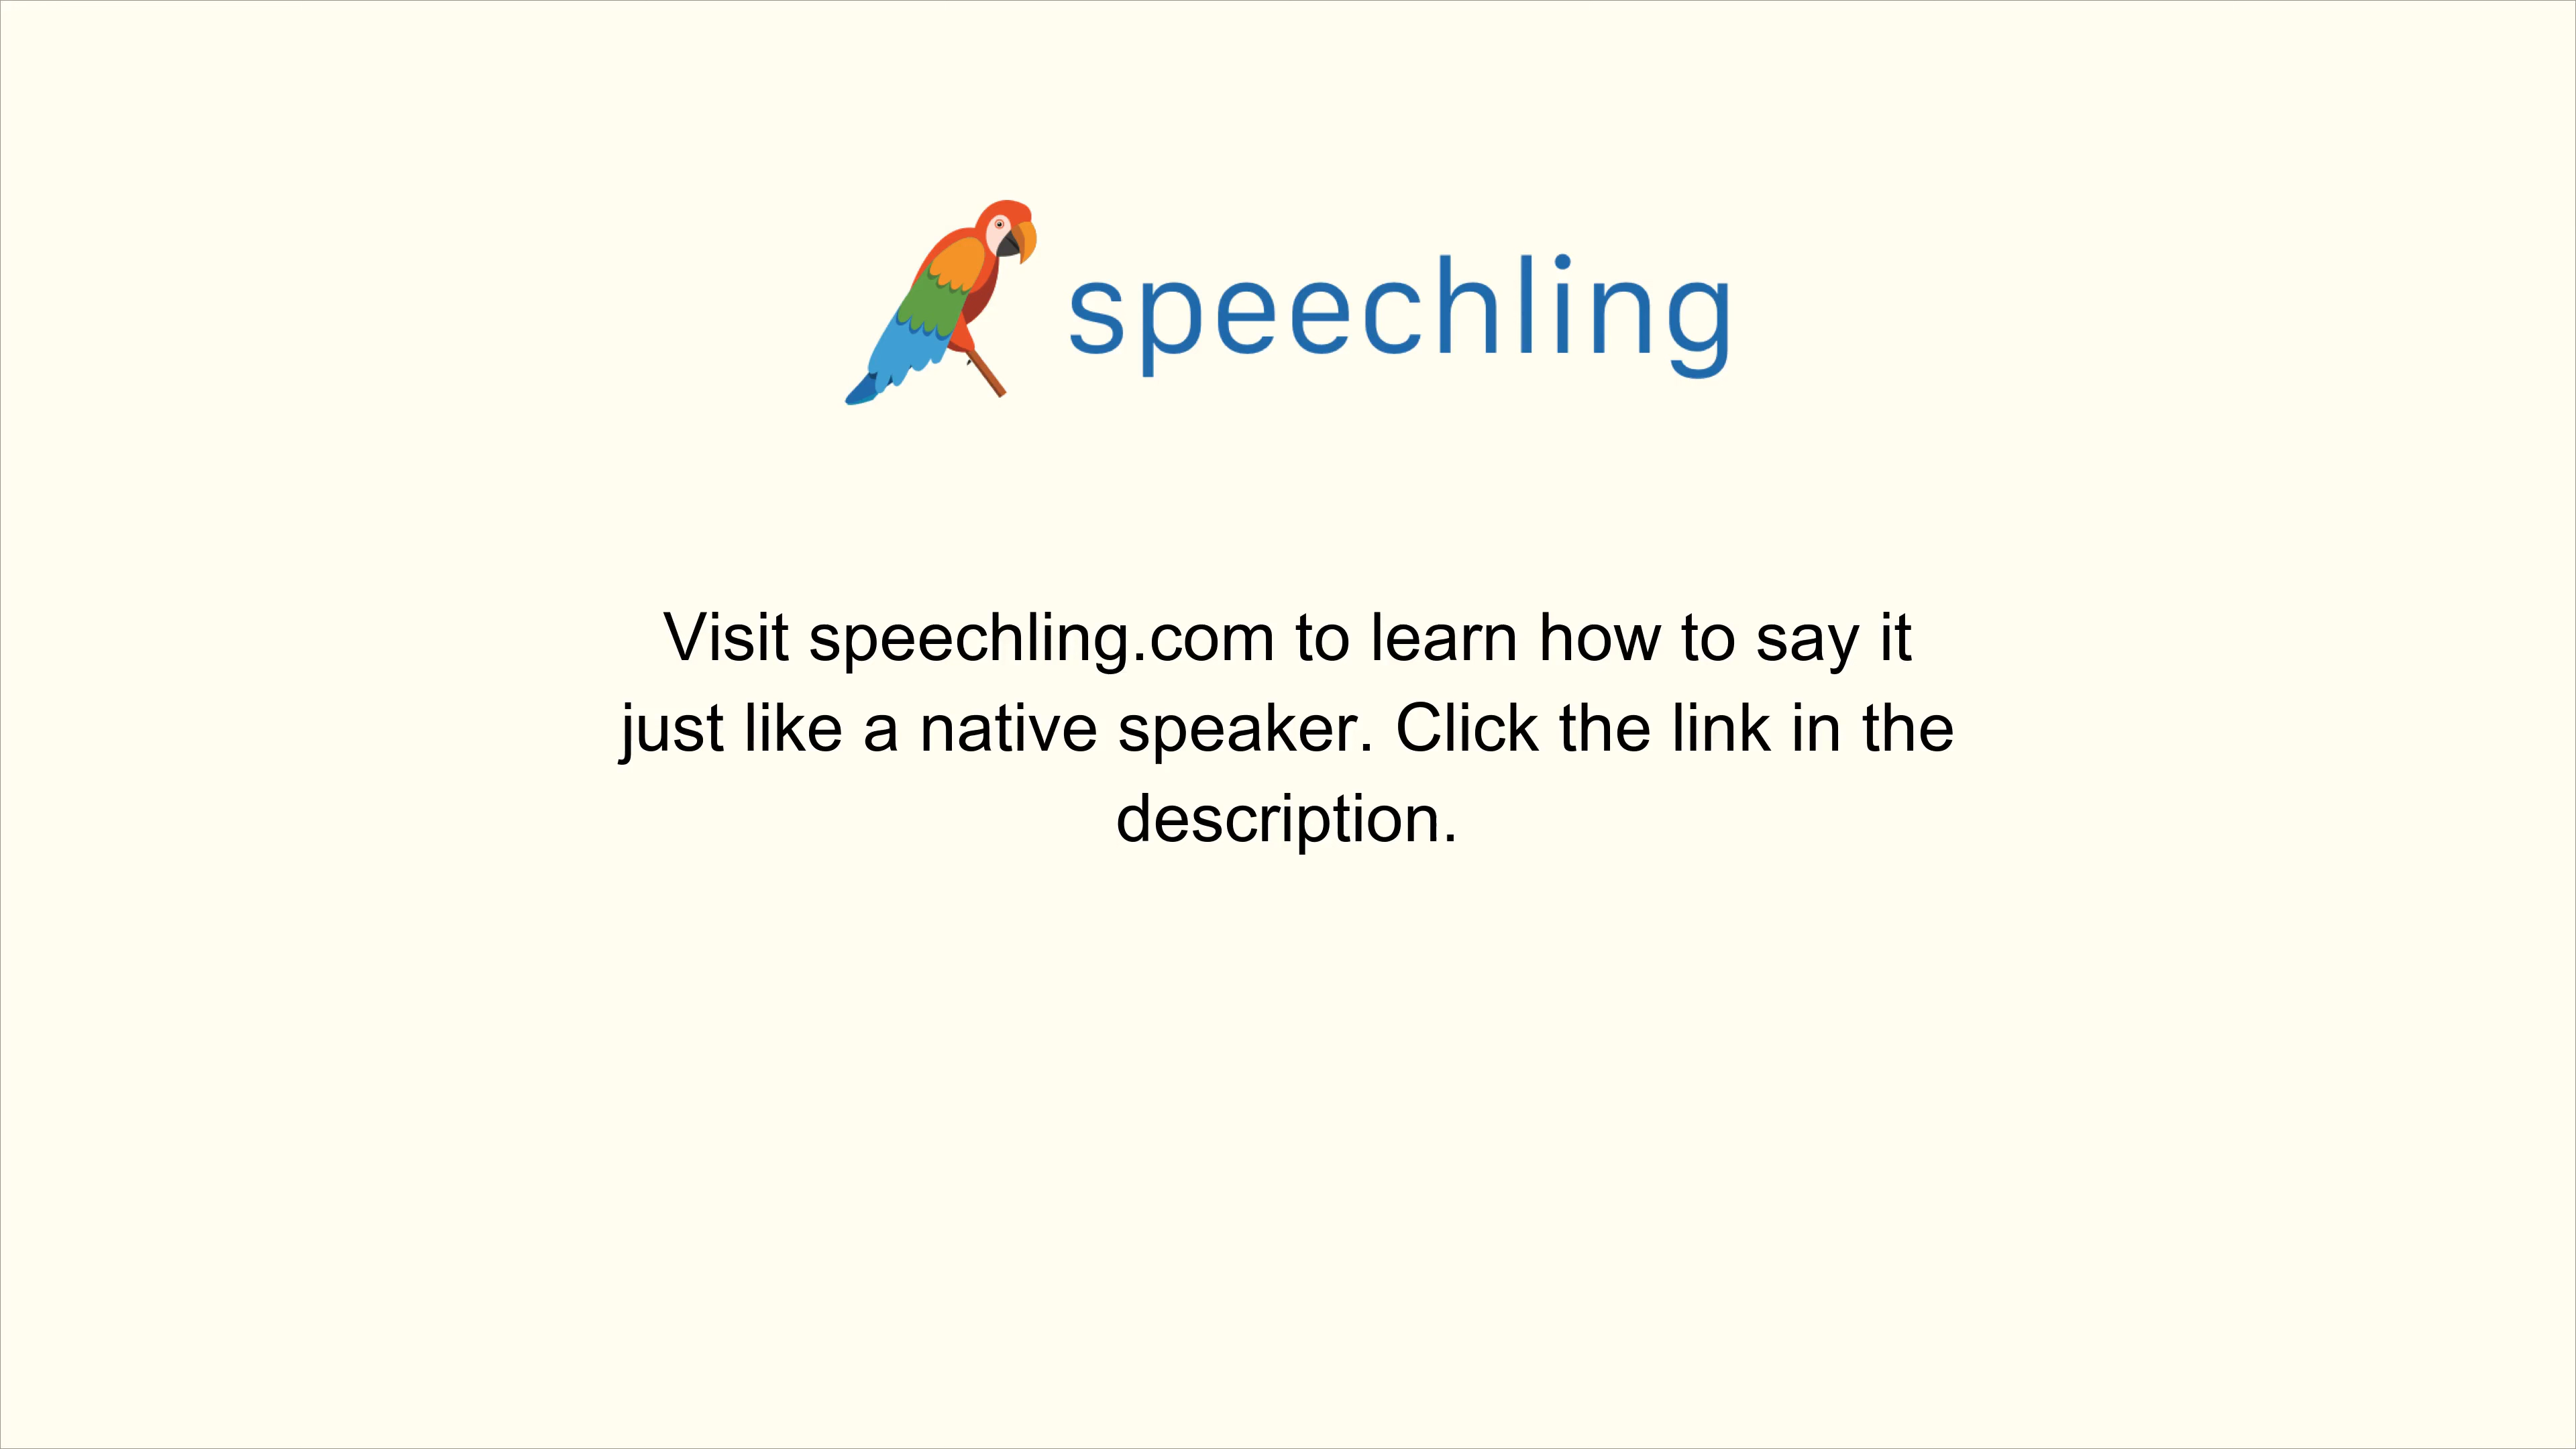 speechling
Visit speechling.com to learn how to say it
just like a native speaker. Click the link in the
description.